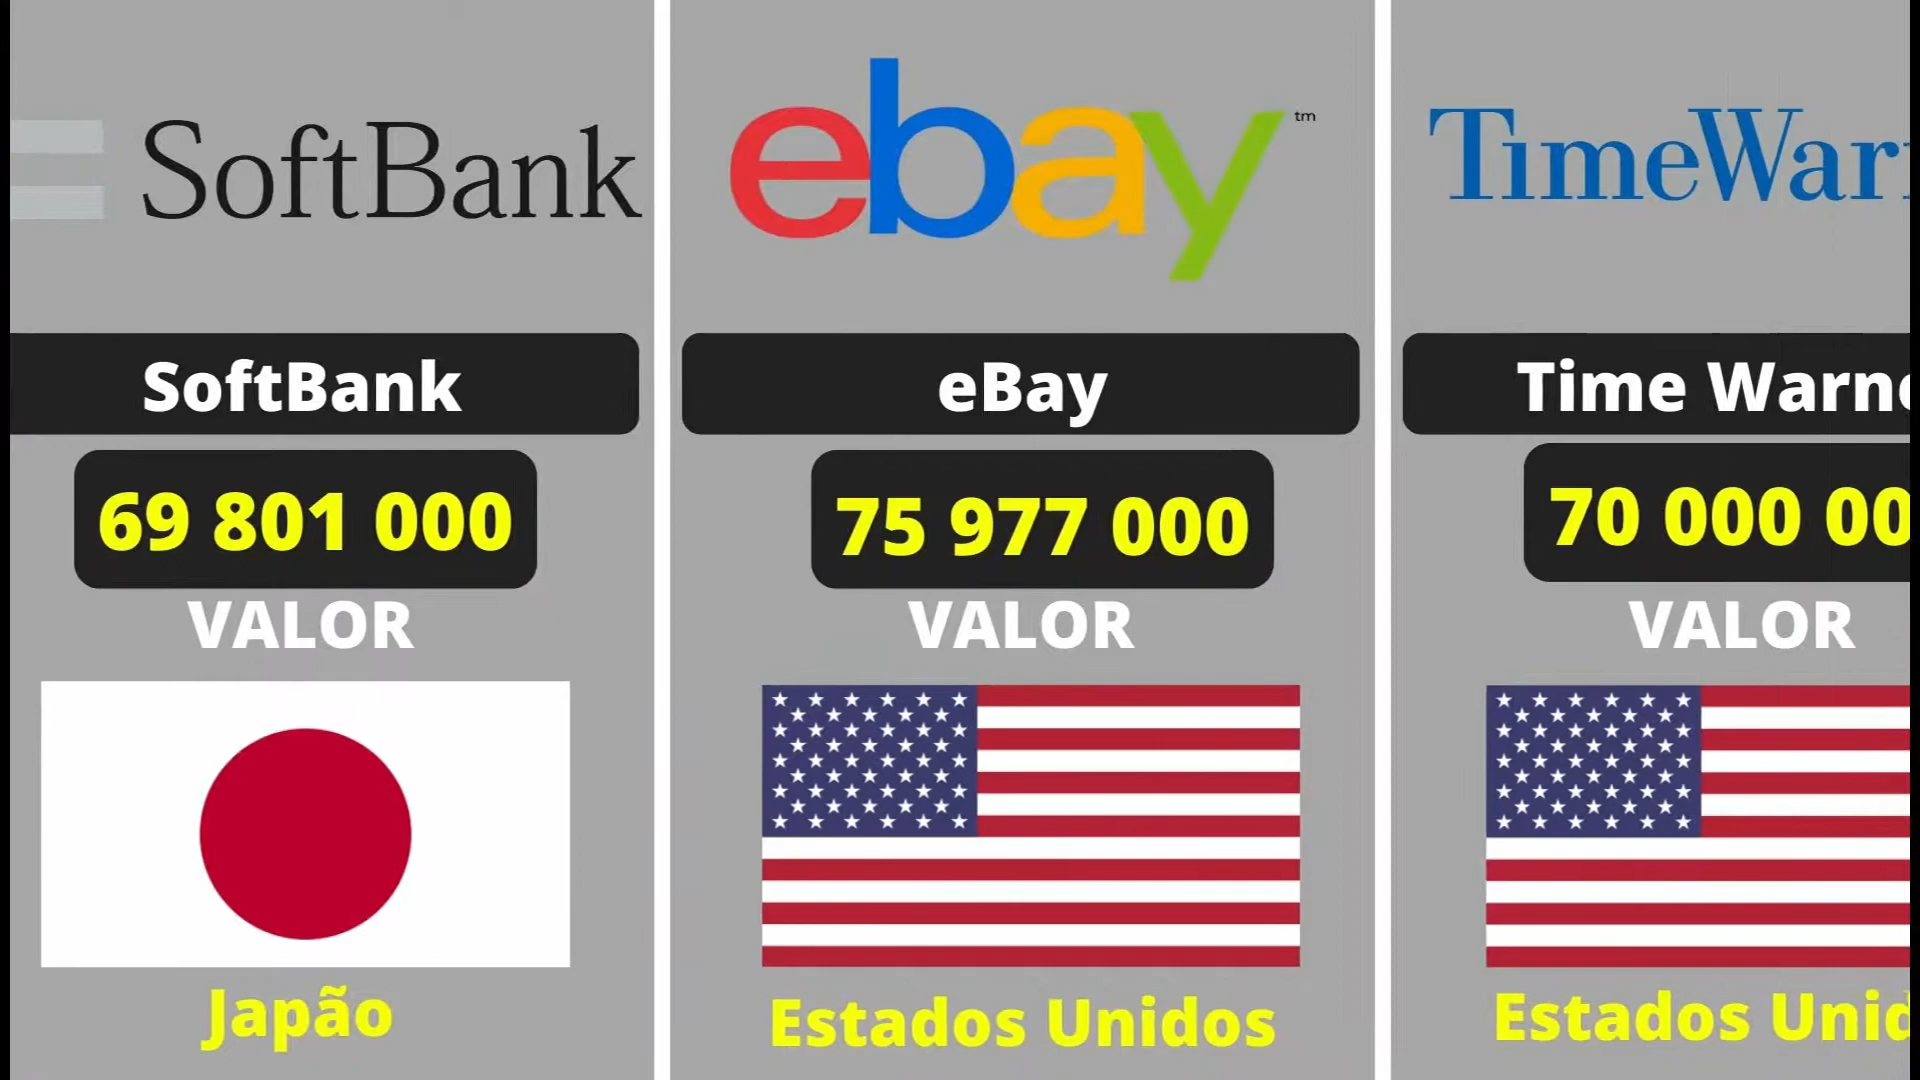 SoftBank
SoftBank
69 801 000
VALOR
Japão
ebay
tm
eBay
75 977 000
VALOR
Estados Unidos
TimeWar
Time Warne
70 000 00
VALOR
Estados Unid